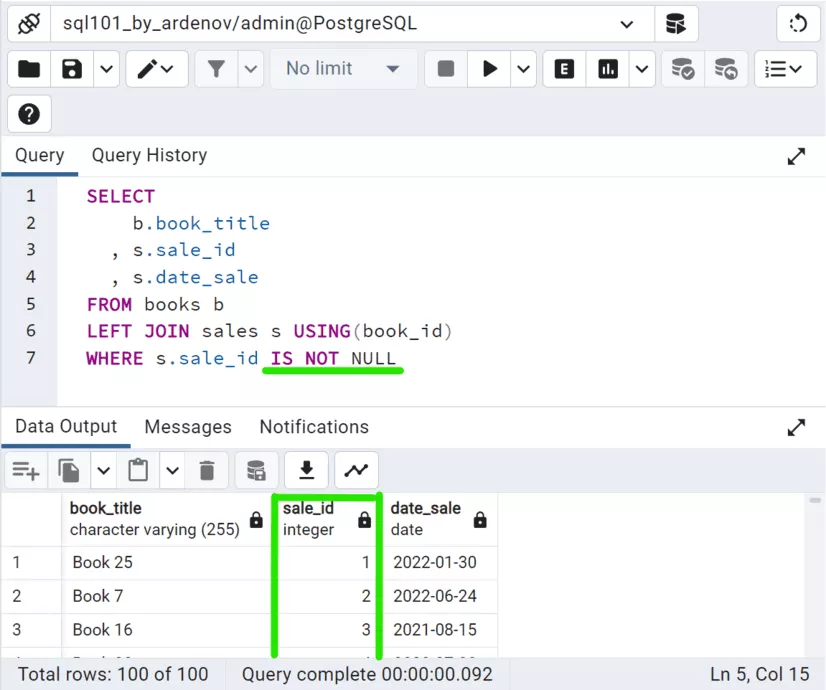 sql101_by_ardenov/admin@PostgreSQL
No limit
E
Query Query History
1 SELECT
2 b.book_title
3 , s.sale_id
4 , s.date_sale
5 FROM books b
6 LEFT JOIN sales s USING(book_id)
7 WHERE s.sale_id IS NOT NULL
Data Output Messages Notifications
book_title sale_id date_sale
character varying (255) integer date
1 Book 25 1 2022-01-30
2 Book 7 2 2022-06-24
3 Book 16 3 2021-08-15
Total rows: 100 of 100 Query complete 00:00:00.092 Ln 5, Col 15